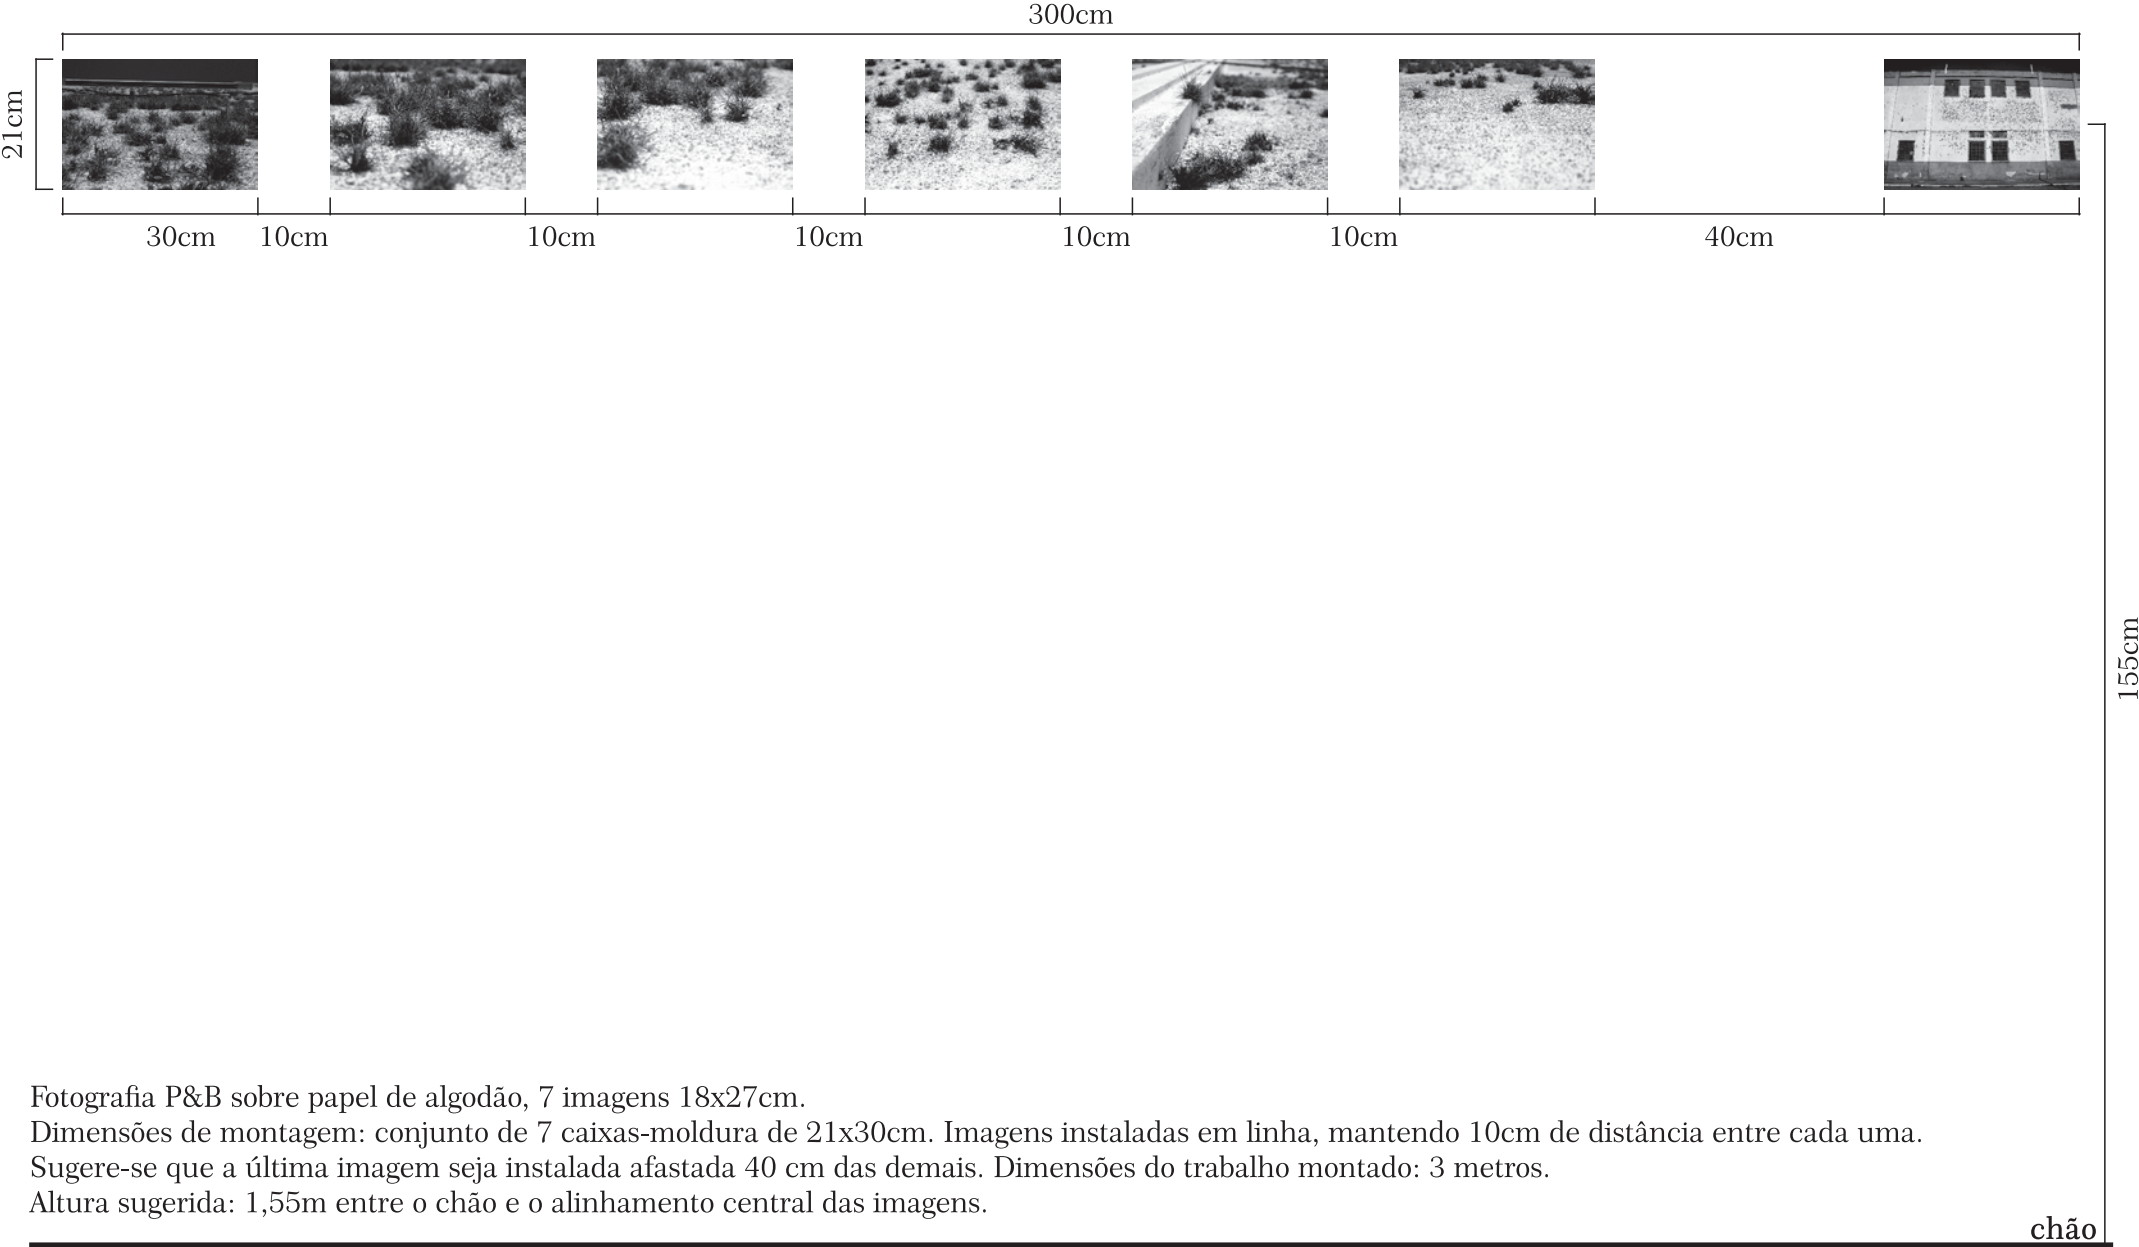 300cm
21cm
30cm 10cm 10cm 10cm 10cm 10cm 40cm
155cm
Fotografia P&B sobre papel de algodão, 7 imagens 18x27cm.
Dimensões de montagem: conjunto de 7 caixas-moldura de 21x30cm. Imagens instaladas em linha, mantendo 10cm de distância entre cada uma.
Sugere-se que a última imagem seja instalada afastada 40 cm das demais. Dimensões do trabalho montado: 3 metros.
Altura sugerida: 1,55m entre o chão e o alinhamento central das imagens.
chão